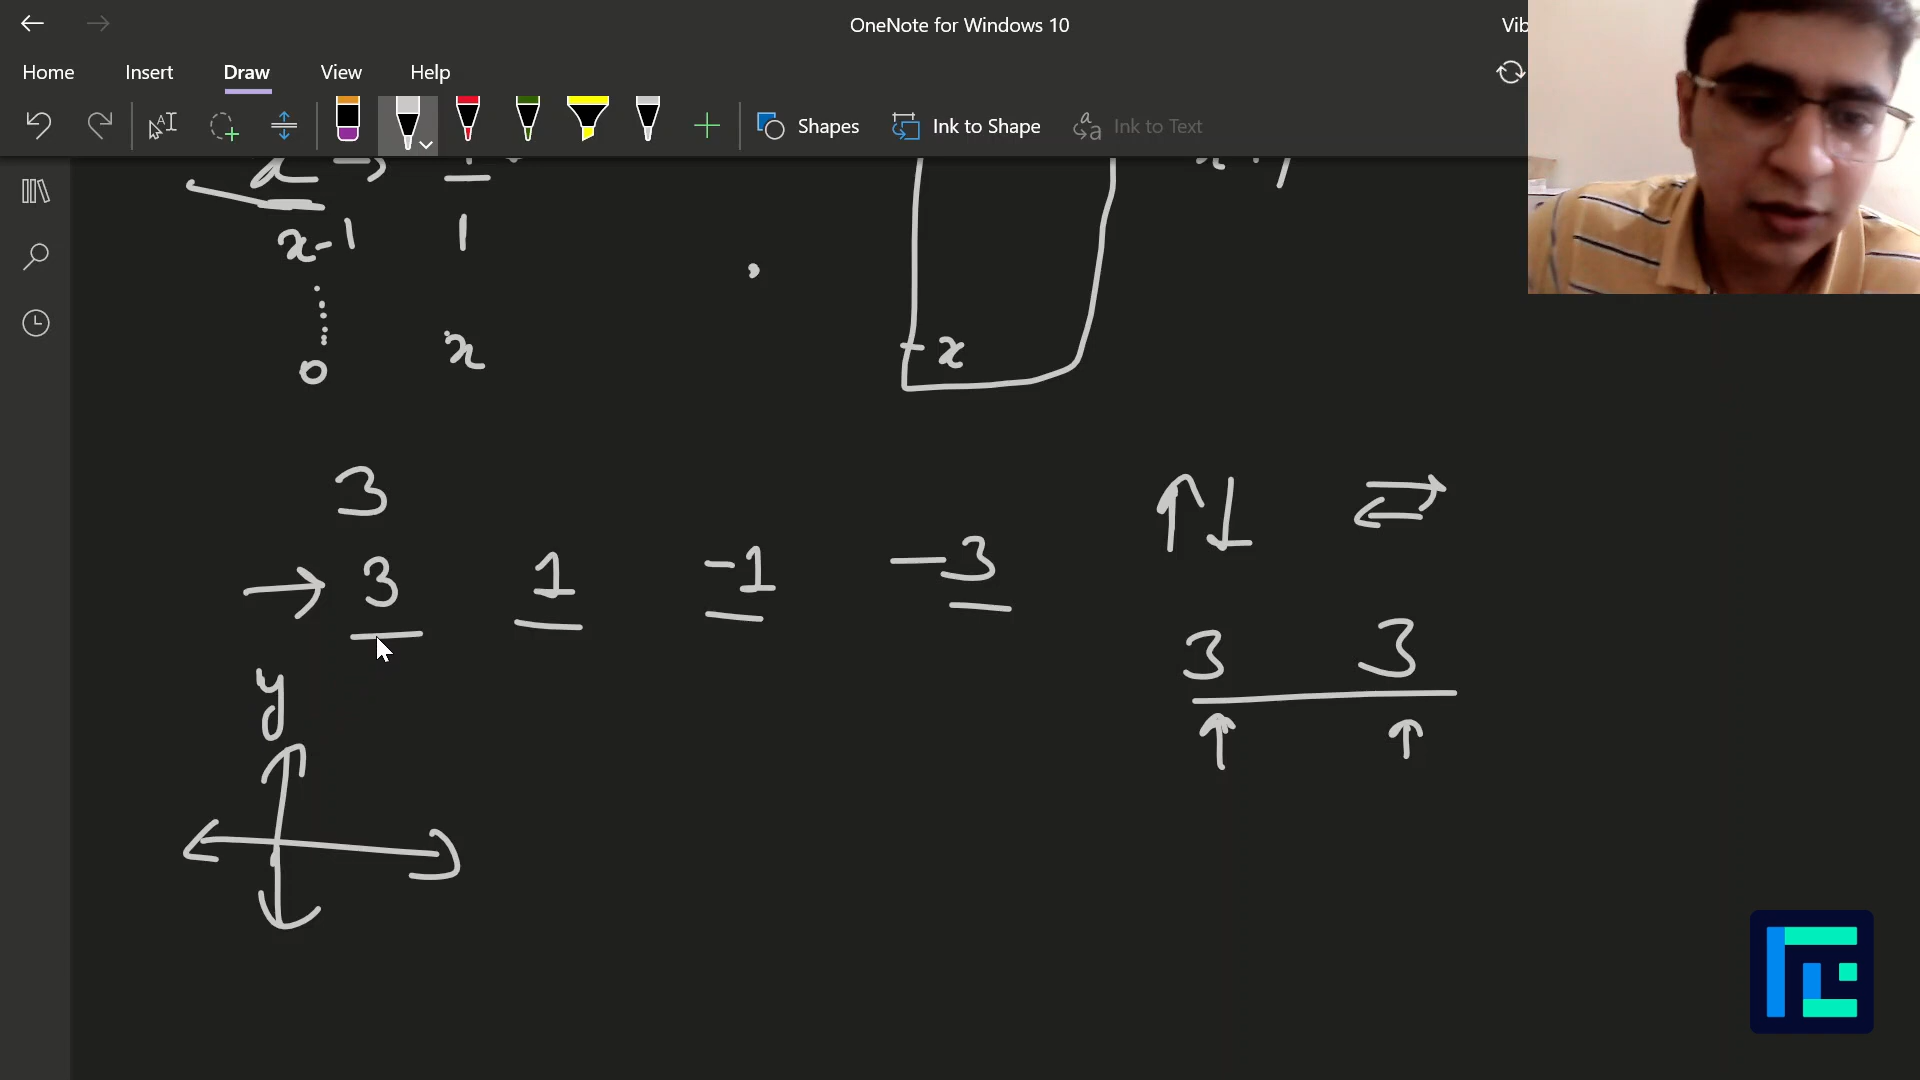 OneNote for Windows 10
Vib
Home Insert Draw View Help
Shapes Ink to Shape Ink to Text
x-1 1
0 x x
3
3 1 -1 -3
3 3
y